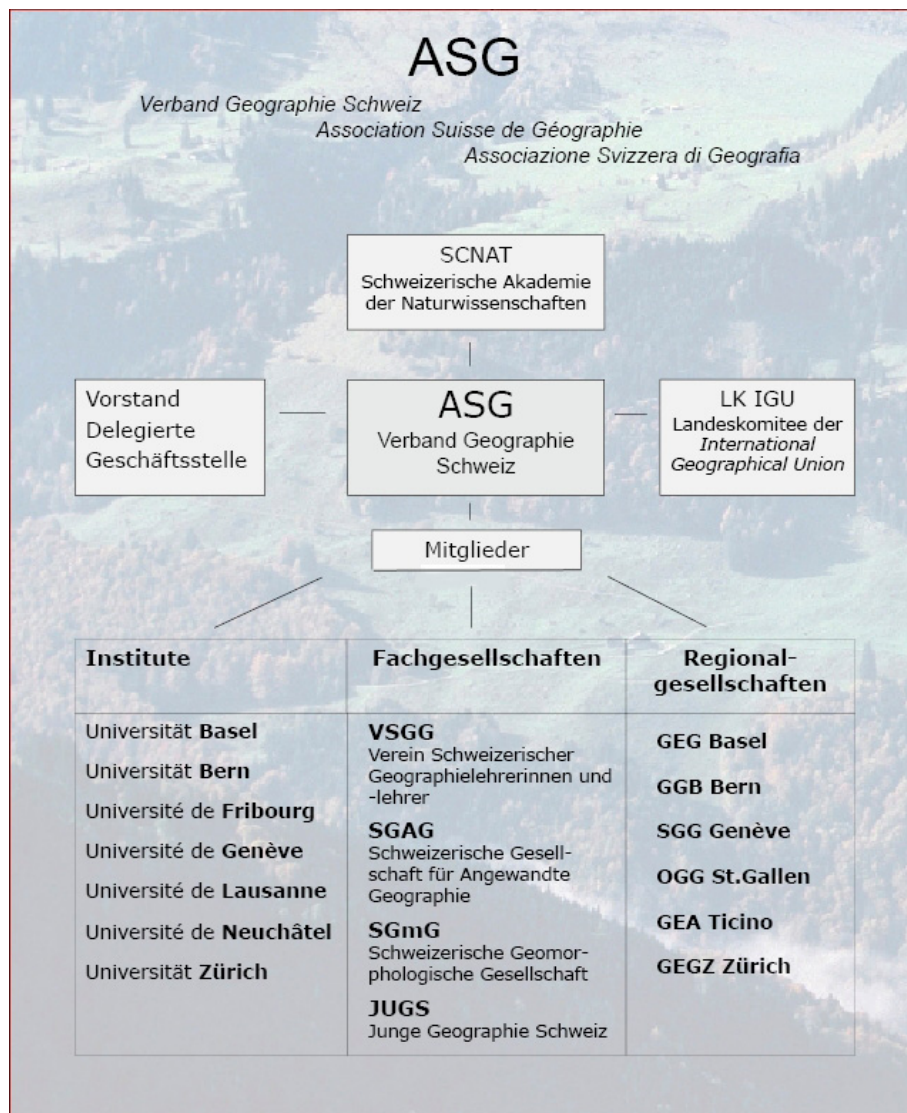 ASG
Verband Geographie Schweiz
Association Suisse de Géographie
Associazione Svizzera di Geografia
SCNAT
Schweizerische Akademie
der Naturwissenschaften
Vorstand
Delegierte
Geschäftsstelle
ASG
Verband Geographie
Schweiz
LK IGU
Landeskomitee der
International
Geographical Union
Mitglieder
Institute
Universität Basel
Universität Bern
Université de Fribourg
Université de Genève
Université de Lausanne
Université de Neuchâtel
Universität Zürich
Fachgesellschaften
VSGG
Verein Schweizerischer
Geographielehrerinnen und
-lehrer
SGAG
Schweizerische Gesell-
schaft für Angewandte
Geographie
SGmG
Schweizerische Geomor-
phologische Gesellschaft
JUGS
Junge Geographie Schweiz
Regional-
gesellschaften
GEG Basel
GGB Bern
SGG Genève
OGG St.Gallen
GEA Ticino
GEGZ Zürich